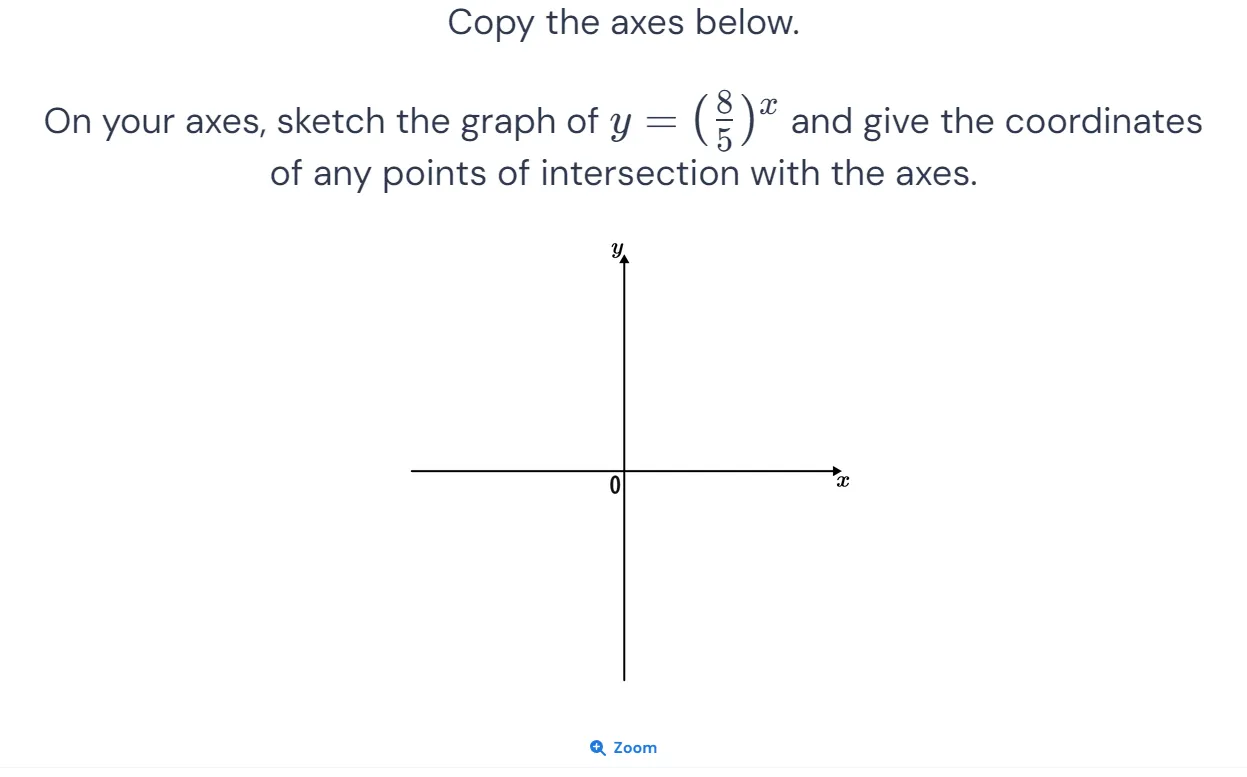 Copy the axes below.
On your axes, sketch the graph of y = (8/5)^x and give the coordinates
of any points of intersection with the axes.
y
0
x
Zoom